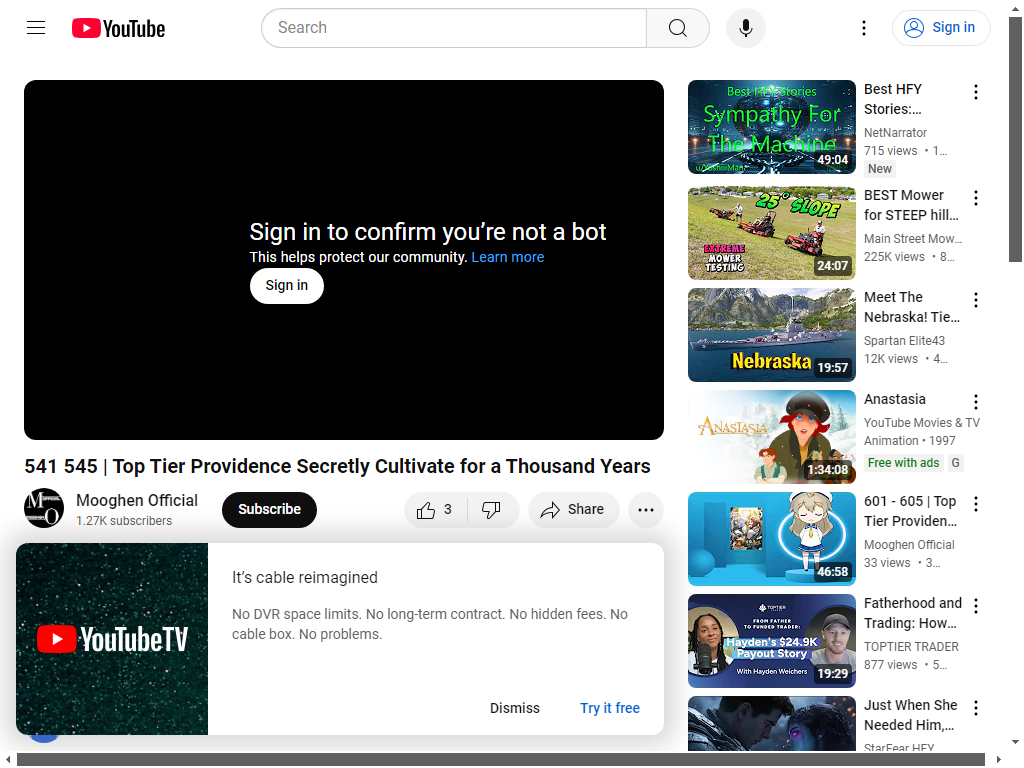 YouTube
Search
Sign in
Sign in to confirm you're not a bot
This helps protect our community. Learn more
Sign in
541 545 | Top Tier Providence Secretly Cultivate for a Thousand Years
Mooghen Official
1.27K subscribers
Subscribe
3
Share
YouTubeTV
It's cable reimagined
No DVR space limits. No long-term contract. No hidden fees. No
cable box. No problems.
Dismiss
Try it free
Best HFY Stories
Sympathy For
The Machine
49:04
Best HFY
Stories:...
NetNarrator
715 views • 1...
New
25° SLOPE
EXTREME
MOWER
TESTING
24:07
BEST Mower
for STEEP hill...
Main Street Mow...
225K views • 8...
Nebraska
19:57
Meet The
Nebraska! Tie...
Spartan Elite43
12K views • 4...
ANASTASIA
1:34:08
Anastasia
YouTube Movies & TV
Animation • 1997
Free with ads
G
46:58
601 - 605 | Top
Tier Providen...
Mooghen Official
33 views • 3...
TOPTIER
FROM FATHER
TO FUNDED TRADER:
Hayden's $24.9K
Payout Story
With Hayden Weichers
19:29
Fatherhood and
Trading: How...
TOPTIER TRADER
877 views • 5...
Just When She
Needed Him,...
StarFear HFY